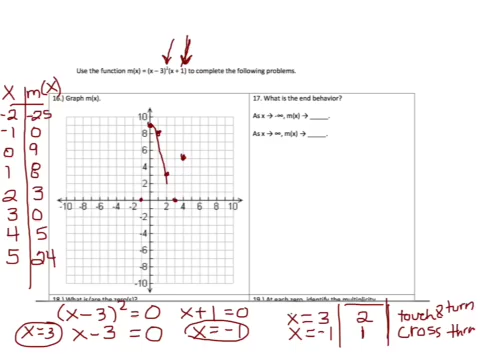 Use the function m(x) = (x – 3)²(x + 1) to complete the following problems.
x m(x)
-2 -25
-1 0
0 9
1 8
2 3
3 0
4 5
5 24
16.) Graph m(x).
10
8
6
4
2
-10 -8 -6 -4 -2 0 2 4 6 8 10
-2
-4
-6
-8
-10
17. What is the end behavior?
As x → -∞, m(x) → _____.
As x → ∞, m(x) → _____.
18.) What is/are the zero(s)?
19.) At each zero, identify the multiplicity
(x-3)² = 0 x+1=0
x=3 x-3 = 0 x=-1
x=3 2 touch & turn
x=-1 1 cross thru